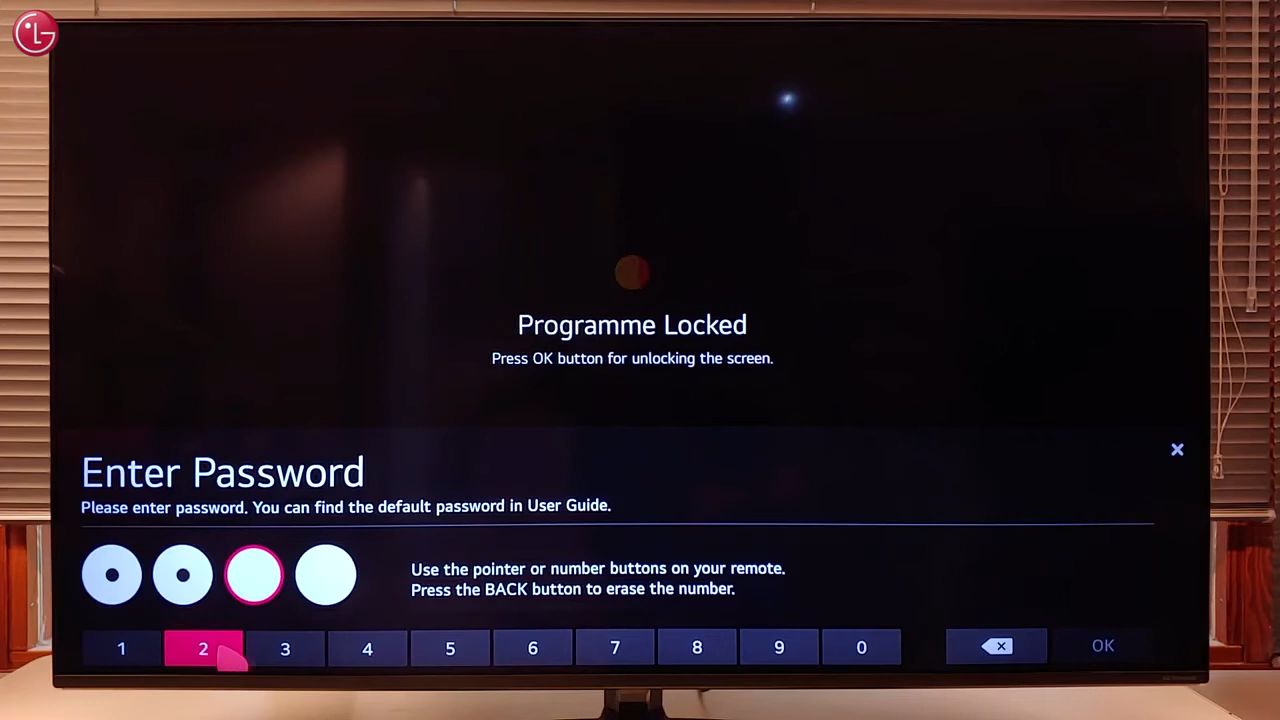 LG
Programme Locked
Press OK button for unlocking the screen.
Enter Password
Please enter password. You can find the default password in User Guide.
Use the pointer or number buttons on your remote.
Press the BACK button to erase the number.
1 2 3 4 5 6 7 8 9 0 OK